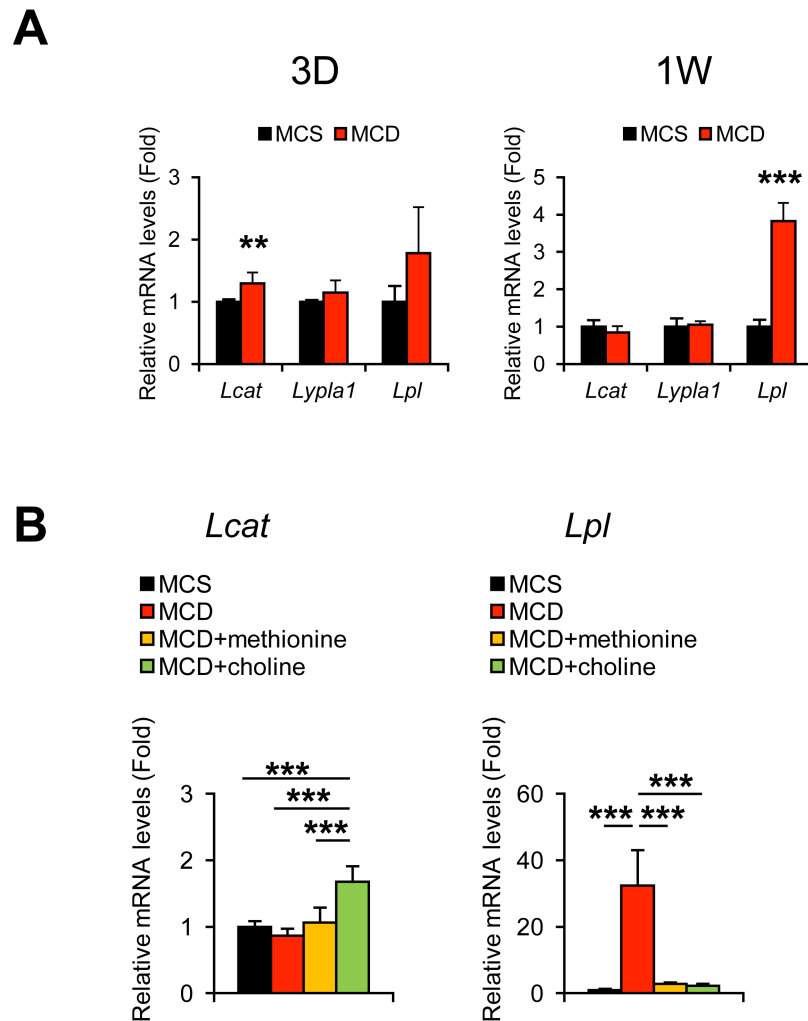 A
3D
1W
MCS MCD
MCS MCD
Relative mRNA levels (Fold)
3
2
1
0
**
Lcat Lypla1 Lpl
Relative mRNA levels (Fold)
5
4
3
2
1
0
***
Lcat Lypla1 Lpl
B
Lcat
MCS
MCD
MCD+methionine
MCD+choline
Relative mRNA levels (Fold)
3
2
1
0
***
***
***
Lpl
MCS
MCD
MCD+methionine
MCD+choline
Relative mRNA levels (Fold)
60
40
20
0
***
*** ***